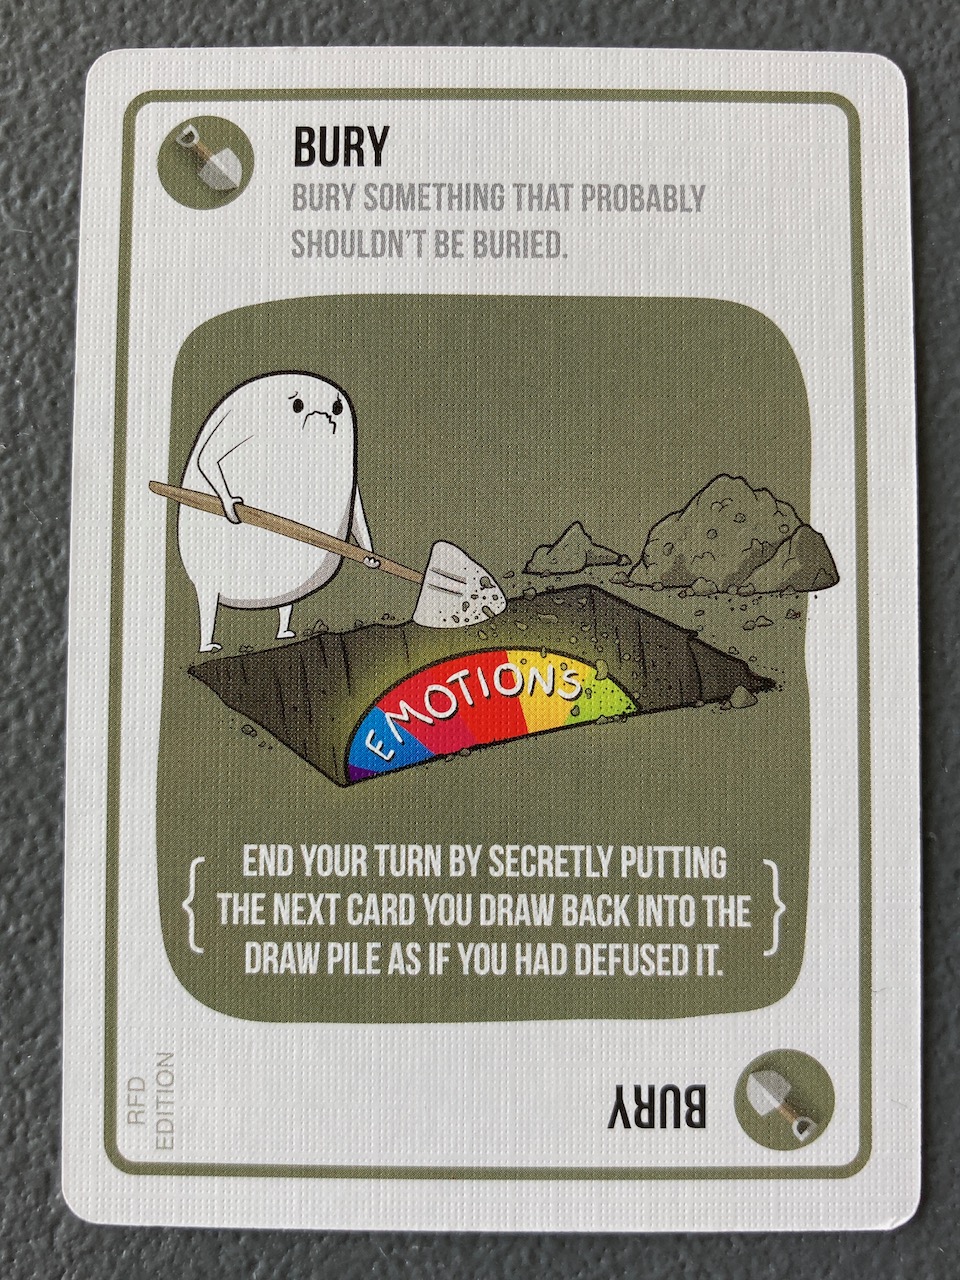 BURY
BURY SOMETHING THAT PROBABLY
SHOULDN'T BE BURIED.
EMOTIONS
{ END YOUR TURN BY SECRETLY PUTTING
THE NEXT CARD YOU DRAW BACK INTO THE
DRAW PILE AS IF YOU HAD DEFUSED IT. }
RFD
EDITION
BURY